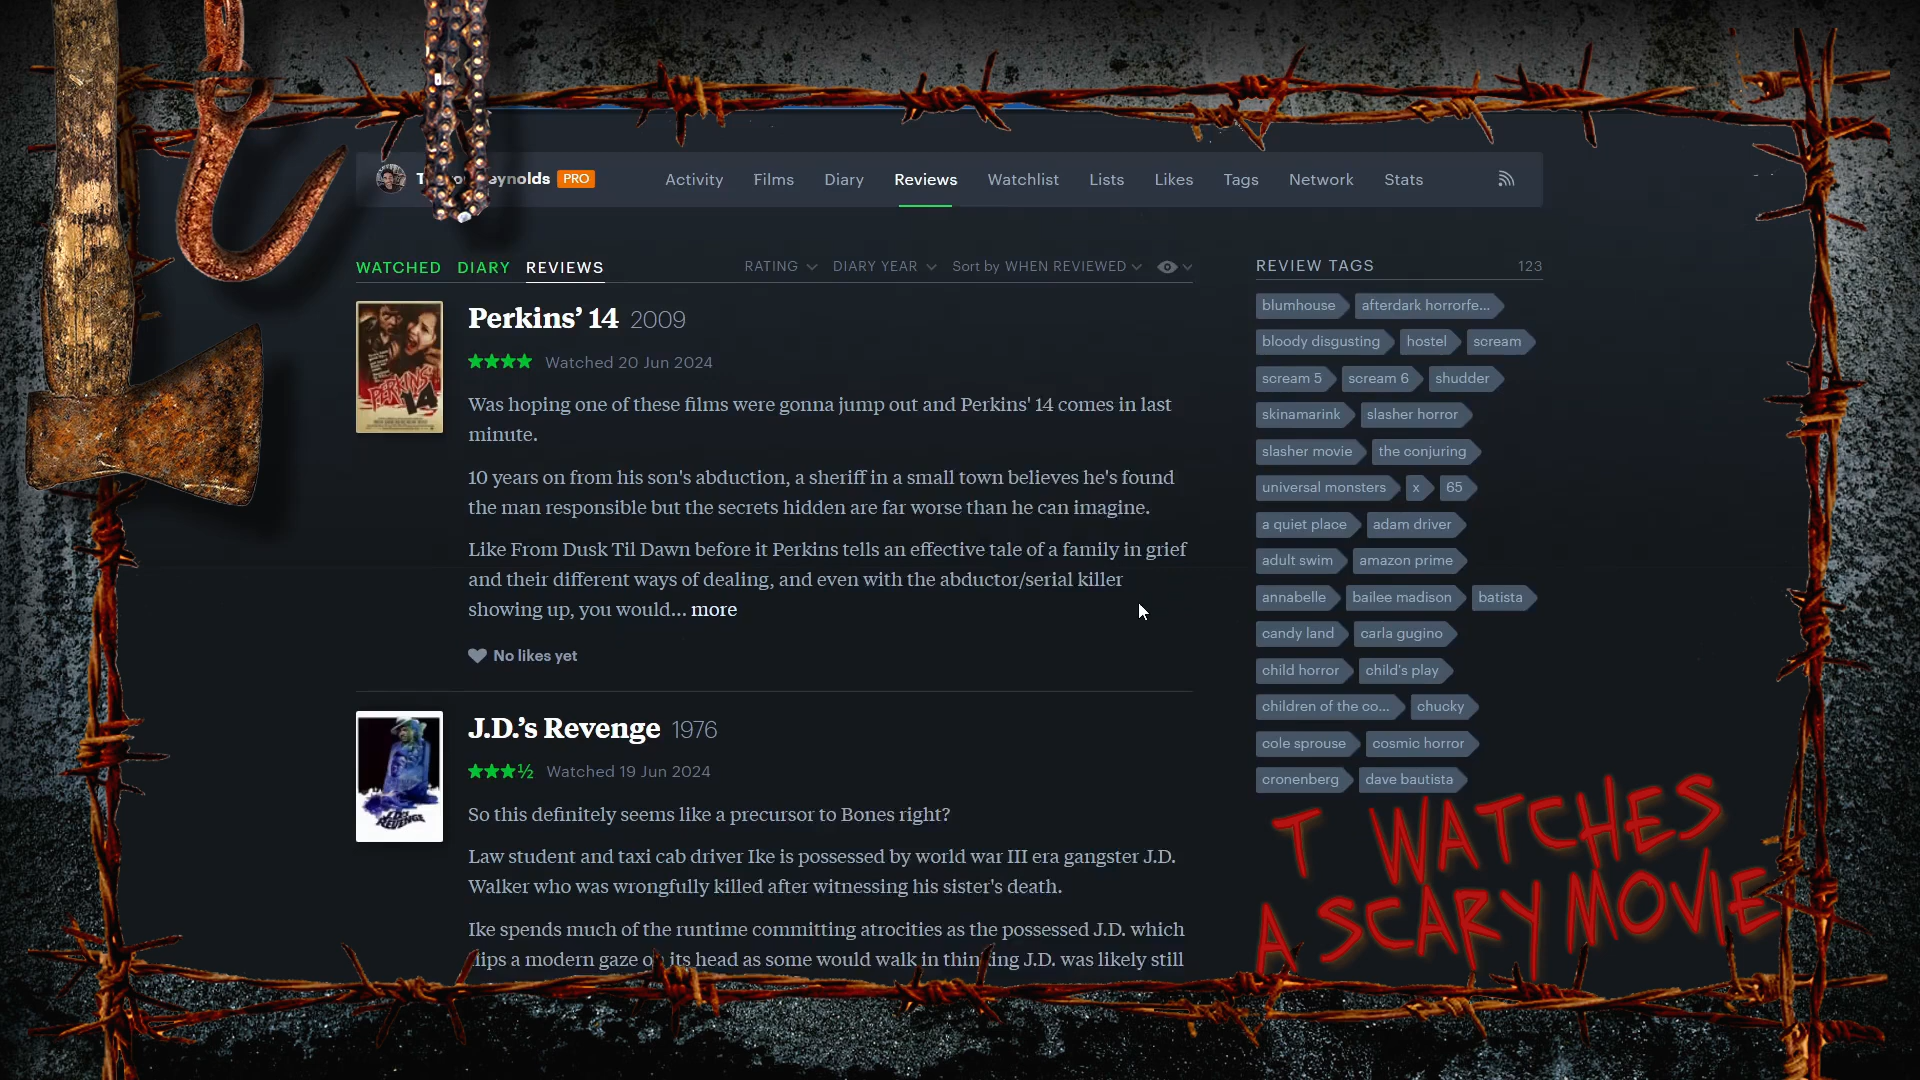 PRO
Activity Films Diary Reviews Watchlist Lists Likes Tags Network Stats
WATCHED DIARY REVIEWS
RATING DIARY YEAR Sort by WHEN REVIEWED
Perkins’ 14 2009
★★★★ Watched 20 Jun 2024
Was hoping one of these films were gonna jump out and Perkins' 14 comes in last
minute.
10 years on from his son's abduction, a sheriff in a small town believes he's found
the man responsible but the secrets hidden are far worse than he can imagine.
Like From Dusk Til Dawn before it Perkins tells an effective tale of a family in grief
and their different ways of dealing, and even with the abductor/serial killer
showing up, you would... more
No likes yet
PERKINS' 14
J.D.’s Revenge 1976
★★★½ Watched 19 Jun 2024
So this definitely seems like a precursor to Bones right?
Law student and taxi cab driver Ike is possessed by world war III era gangster J.D.
Walker who was wrongfully killed after witnessing his sister's death.
Ike spends much of the runtime committing atrocities as the possessed J.D. which
a modern gaze on its head as some would walk in thinking J.D. was likely still
J.D.'S REVENGE
REVIEW TAGS 123
blumhouse afterdark horrorfe...
bloody disgusting hostel scream
scream 5 scream 6 shudder
skinamarink slasher horror
slasher movie the conjuring
universal monsters x 65
a quiet place adam driver
adult swim amazon prime
annabelle bailee madison batista
candy land carla gugino
child horror child's play
children of the co... chucky
cole sprouse cosmic horror
cronenberg dave bautista
T WATCHES
A SCARY MOVIE